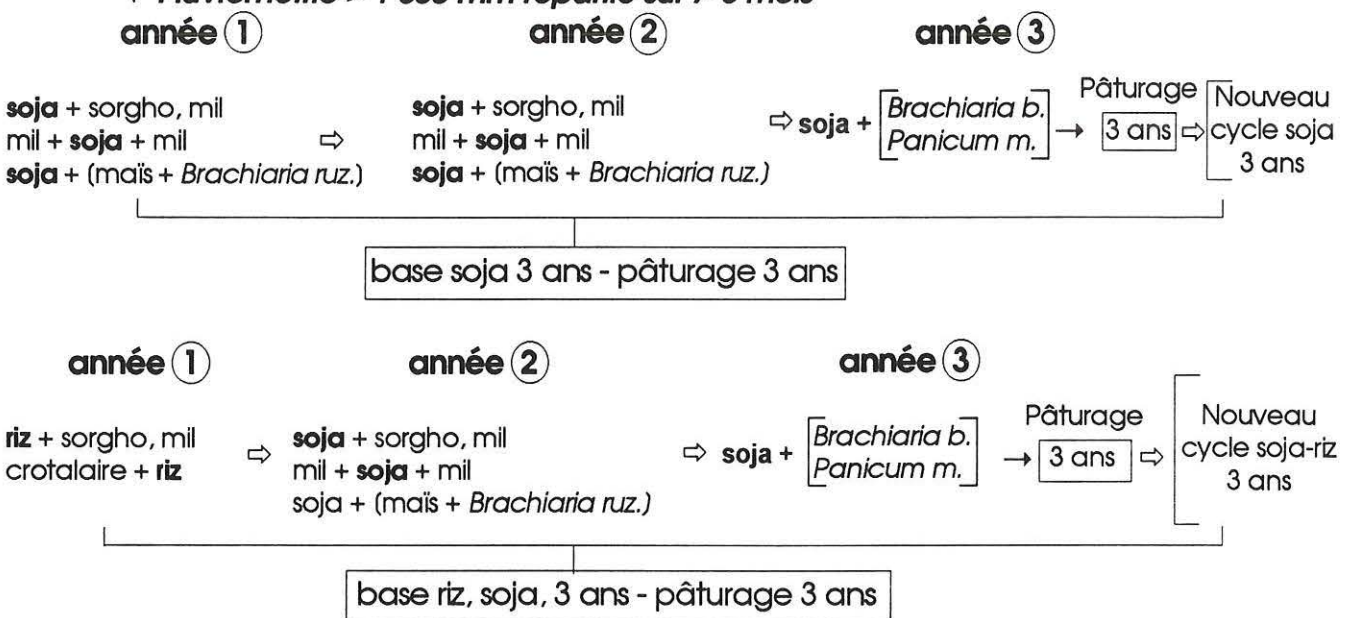 année 1 année 2 année 3
soja + sorgho, mil
mil + soja + mil
soja + (maïs + Brachiaria ruz.)
⇨
soja + sorgho, mil
mil + soja + mil
soja + (maïs + Brachiaria ruz.)
⇨ soja + [Brachiaria b.
Panicum m.]
→
Pâturage
3 ans
⇨
Nouveau
cycle soja
3 ans
base soja 3 ans - pâturage 3 ans
année 1 année 2 année 3
riz + sorgho, mil
crotalaire + riz
⇨
soja + sorgho, mil
mil + soja + mil
soja + (maïs + Brachiaria ruz.)
⇨ soja + [Brachiaria b.
Panicum m.]
→
Pâturage
3 ans
⇨
Nouveau
cycle soja-riz
3 ans
base riz, soja, 3 ans - pâturage 3 ans